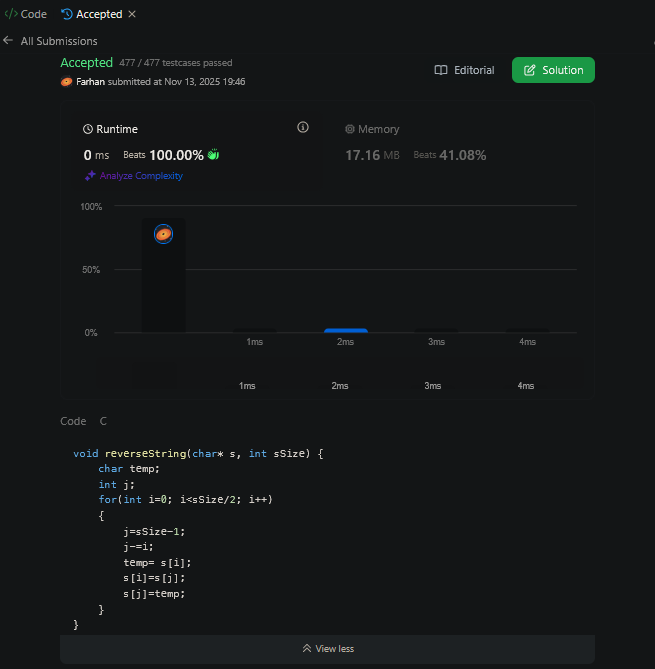 </> Code Accepted ×
← All Submissions
Accepted 477 / 477 testcases passed
Farhan submitted at Nov 13, 2025 19:46
Editorial
Solution
Runtime
0 ms Beats 100.00%
Analyze Complexity
Memory
17.16 MB Beats 41.08%
100%
50%
0%
1ms 2ms 3ms 4ms
1ms 2ms 3ms 4ms
Code C
void reverseString(char* s, int sSize) {
    char temp;
    int j;
    for(int i=0; i<sSize/2; i++)
    {
        j=sSize-1;
        j-=i;
        temp= s[i];
        s[i]=s[j];
        s[j]=temp;
    }
}
View less